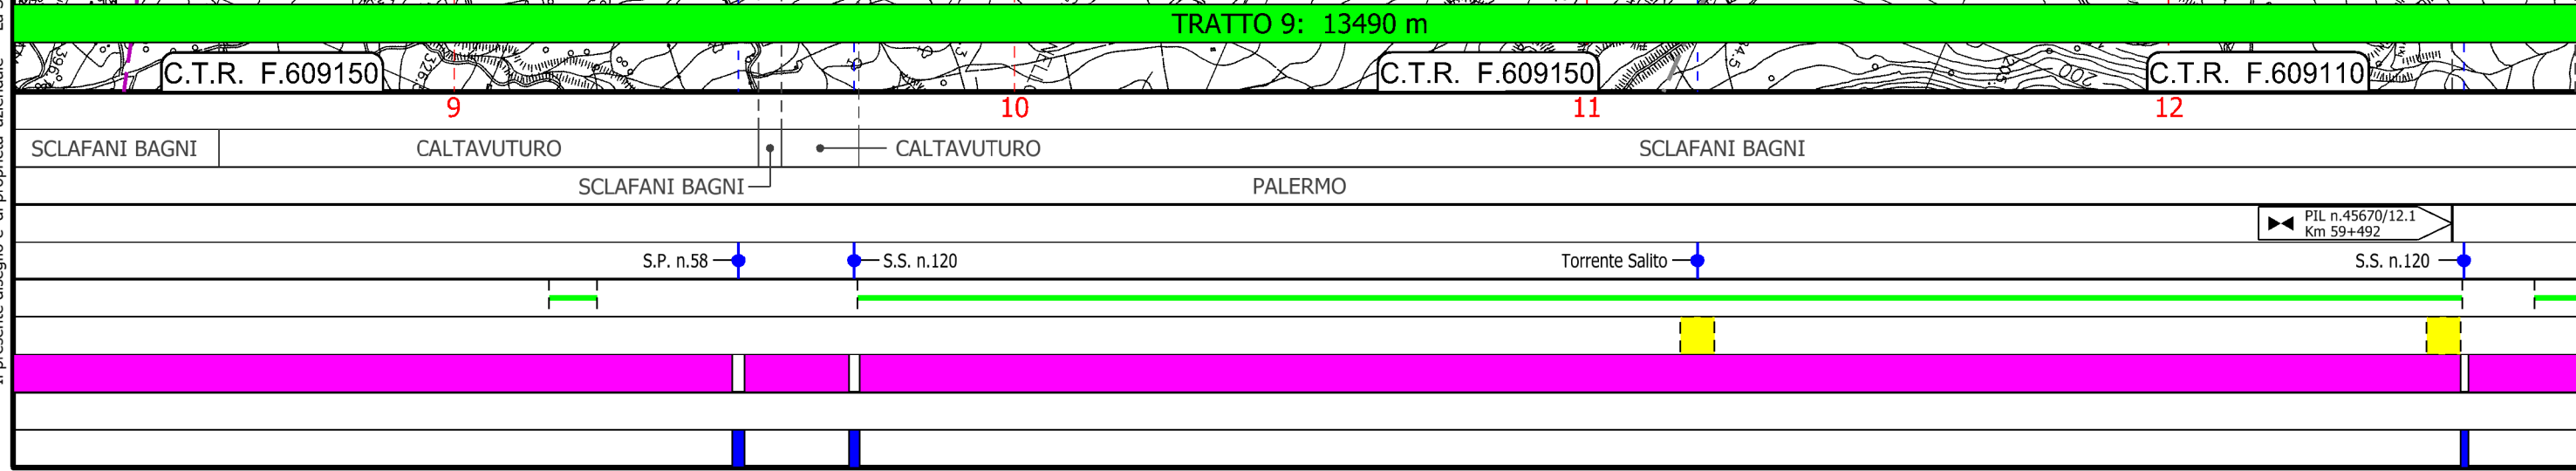 TRATTO 9: 13490 m
C.T.R. F.609150
C.T.R. F.609150
C.T.R. F.609110
200
9
10
11
12
SCLAFANI BAGNI
CALTAVUTURO
CALTAVUTURO
SCLAFANI BAGNI
SCLAFANI BAGNI
PALERMO
PIL n.45670/12.1
Km 59+492
S.P. n.58
S.S. n.120
Torrente Salito
S.S. n.120